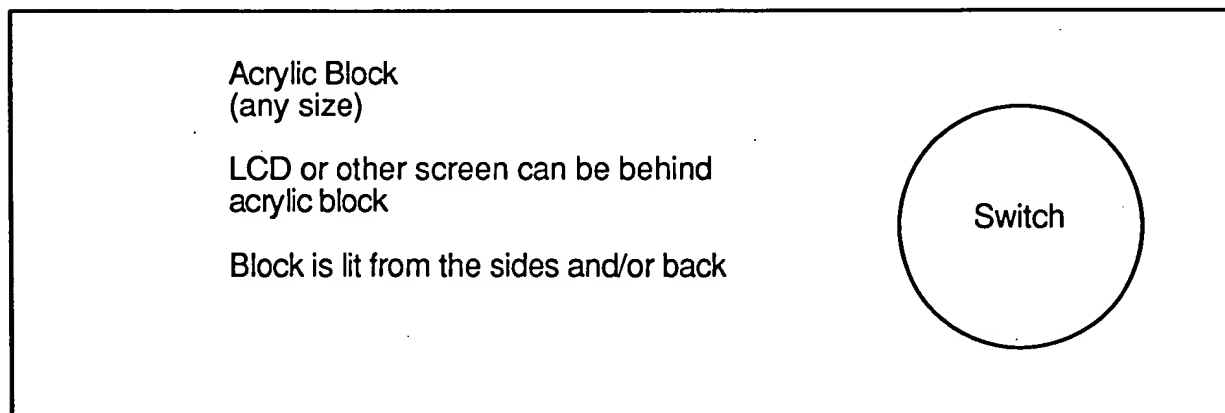 Acrylic Block
(any size)
LCD or other screen can be behind
acrylic block
Block is lit from the sides and/or back
Switch